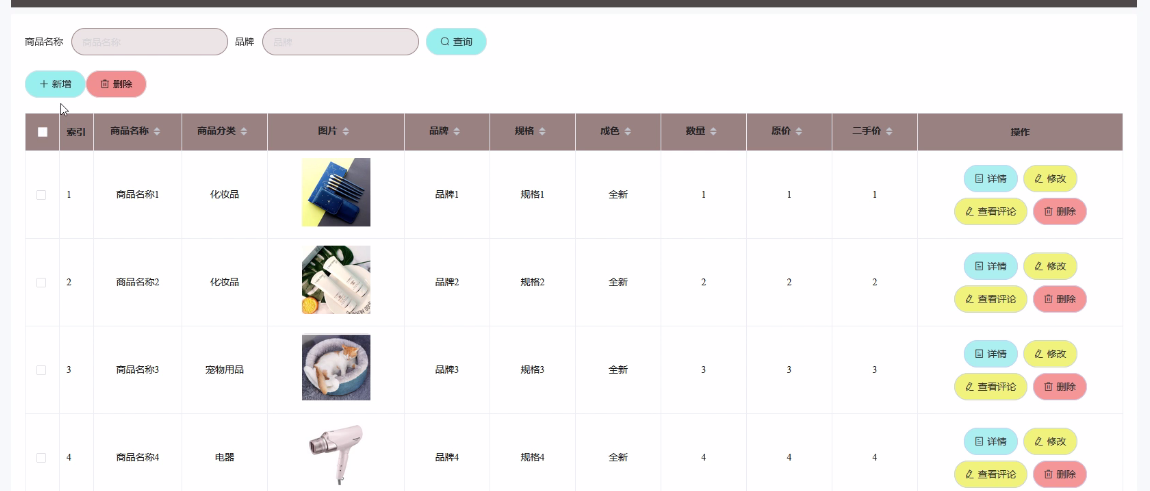 商品名称 商品名称 品牌 品牌 查询
新增 删除
索引 商品名称 商品分类 图片 品牌 规格 成色 数量 原价 二手价 操作
1 商品名称1 化妆品 品牌1 规格1 全新 1 1 1 详情 修改
查看评论 删除
2 商品名称2 化妆品 品牌2 规格2 全新 2 2 2 详情 修改
查看评论 删除
3 商品名称3 宠物用品 品牌3 规格3 全新 3 3 3 详情 修改
查看评论 删除
4 商品名称4 电器 品牌4 规格4 全新 4 4 4 详情 修改
查看评论 删除